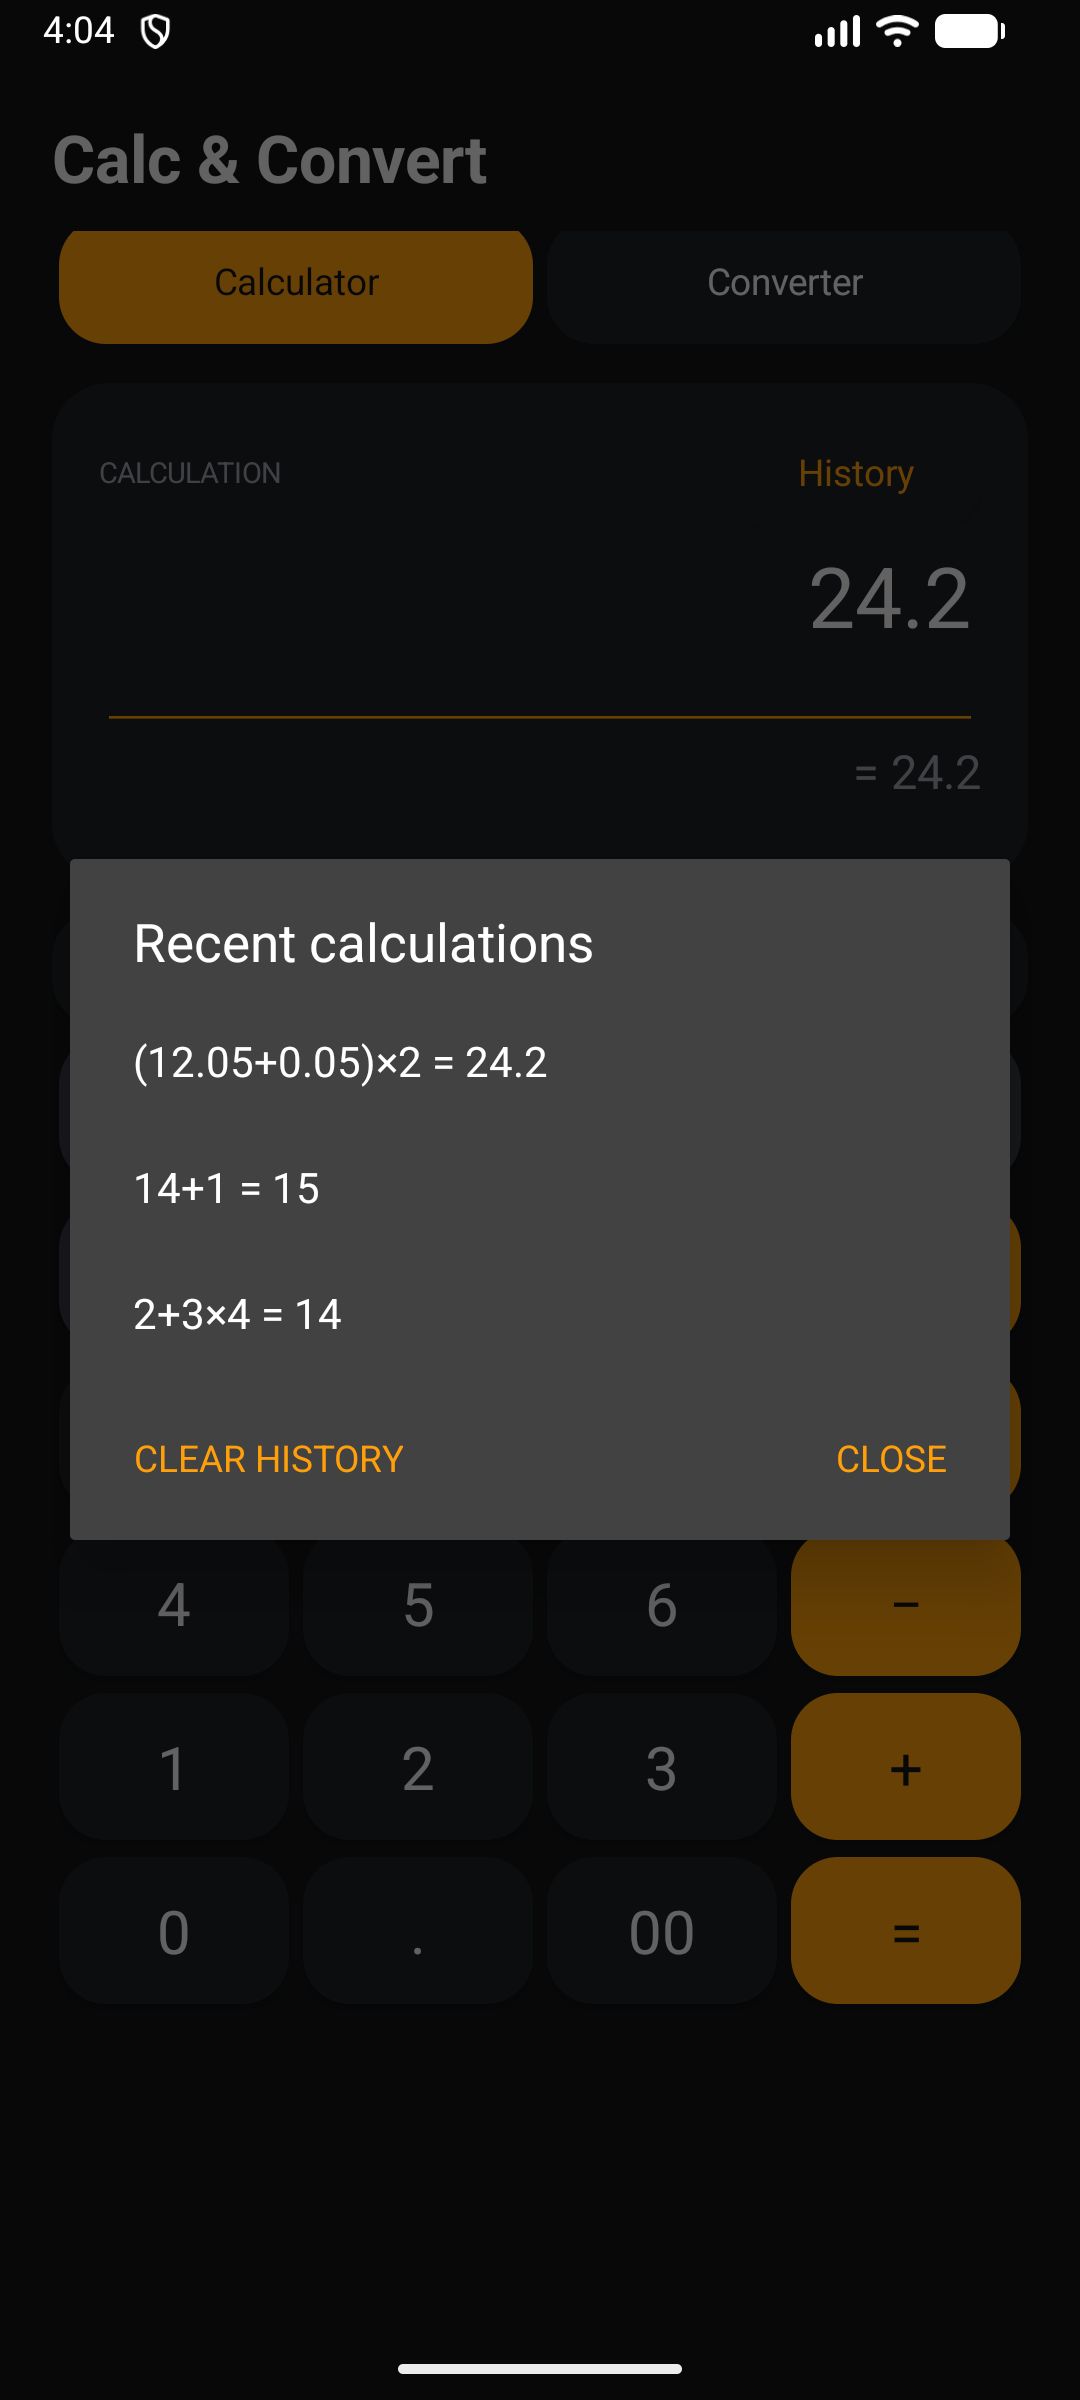 4:04
Calc & Convert
Calculator Converter
CALCULATION History
24.2
= 24.2
Recent calculations
(12.05+0.05)×2 = 24.2
14+1 = 15
2+3×4 = 14
CLEAR HISTORY CLOSE
4 5 6 −
1 2 3 +
0 . 00 =